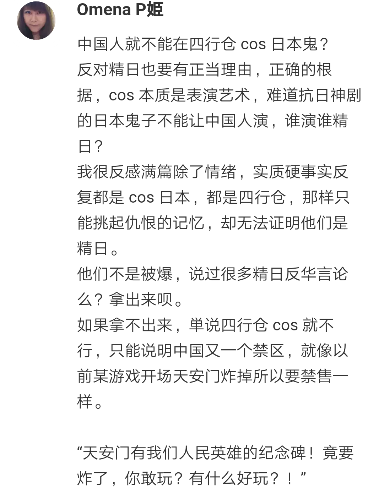 Omena P姬
中国人就不能在四行仓 cos 日本鬼？
反对精日也要有正当理由，正确的根
据，cos 本质是表演艺术，难道抗日神剧
的日本鬼子不能让中国人演，谁演谁精
日？
我很反感满篇除了情绪，实质硬事实反
复都是 cos 日本，都是四行仓，那样只
能挑起仇恨的记忆，却无法证明他们是
精日。
他们不是被爆，说过很多精日反华言论
么？拿出来呗。
如果拿不出来，单说四行仓 cos 就不
行，只能说明中国又一个禁区，就像以
前某游戏开场天安门炸掉所以要禁售一
样。
“天安门有我们人民英雄的纪念碑！竟要
炸了，你敢玩？有什么好玩？！”